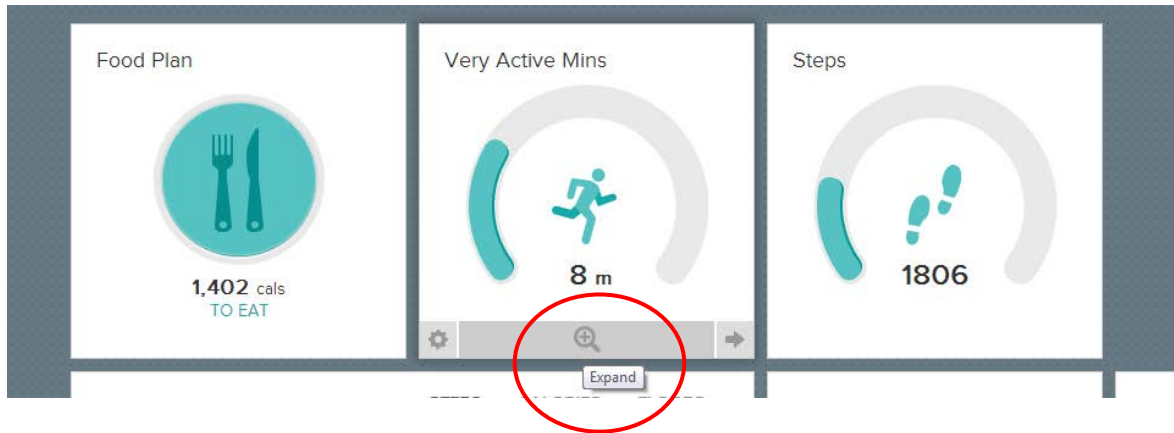 Food Plan
1,402 cals
TO EAT
Very Active Mins
8 m
Expand
Steps
1806